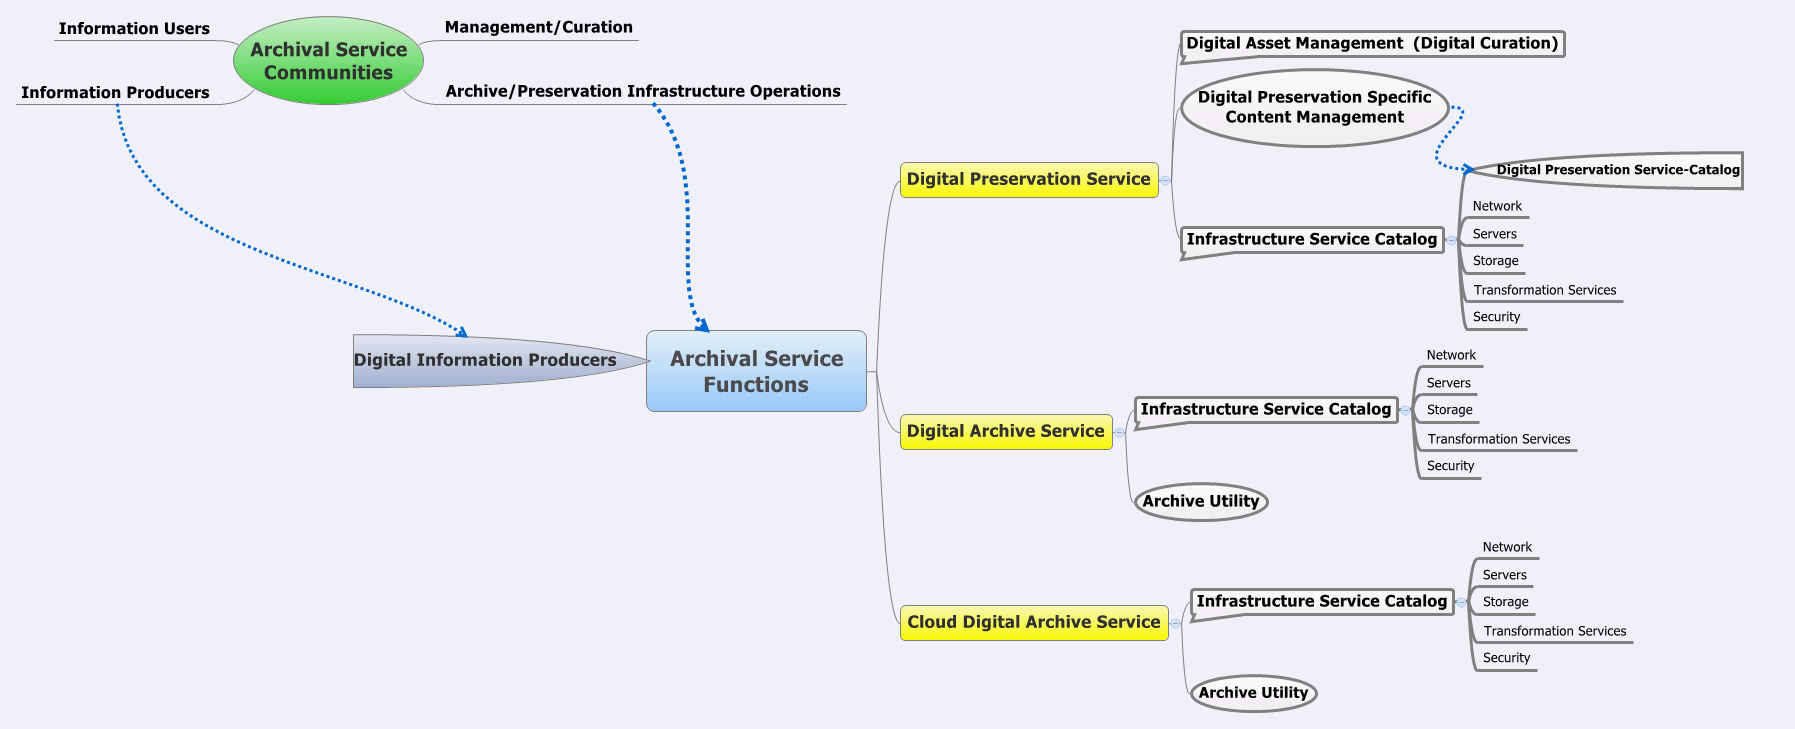 Information Users
Archival Service
Communities
Management/Curation
Information Producers
Archive/Preservation Infrastructure Operations
Digital Information Producers
Archival Service
Functions
Digital Preservation Service
Digital Asset Management  (Digital Curation)
Digital Preservation Specific
Content Management
Infrastructure Service Catalog
Digital Preservation Service-Catalog
Network
Servers
Storage
Transformation Services
Security
Digital Archive Service
Infrastructure Service Catalog
Network
Servers
Storage
Transformation Services
Security
Archive Utility
Cloud Digital Archive Service
Infrastructure Service Catalog
Network
Servers
Storage
Transformation Services
Security
Archive Utility